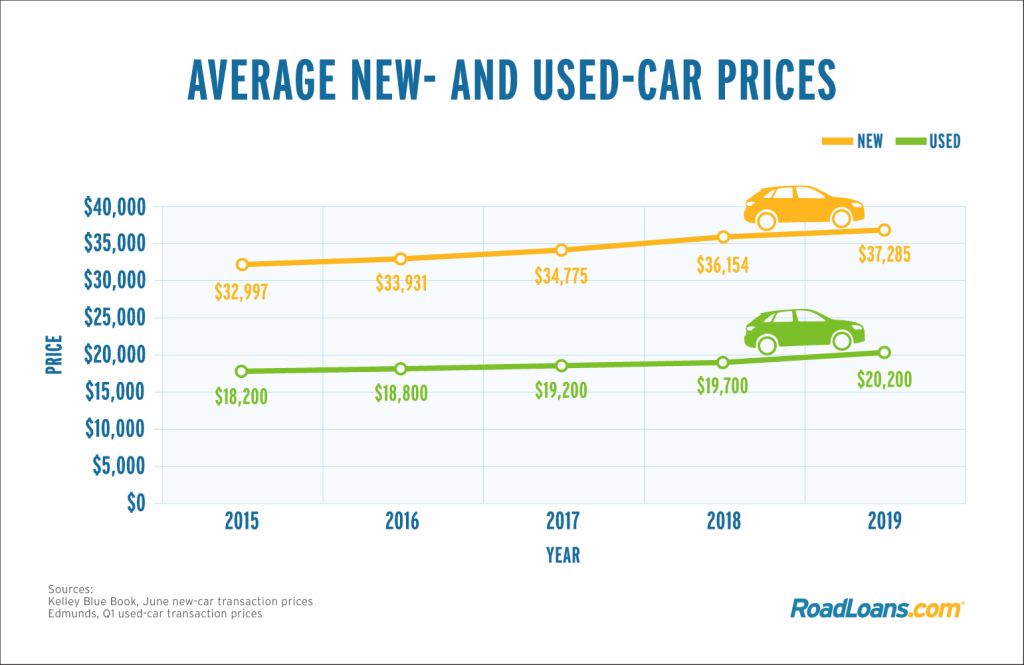 AVERAGE NEW- AND USED-CAR PRICES
NEW USED
$40,000
$35,000
$30,000
$25,000
$20,000
$15,000
$10,000
$5,000
$0
PRICE
$32,997
$33,931
$34,775
$36,154
$37,285
$18,200
$18,800
$19,200
$19,700
$20,200
2015 2016 2017 2018 2019
YEAR
Sources:
Kelley Blue Book, June new-car transaction prices
Edmunds, Q1 used-car transaction prices
RoadLoans.com®